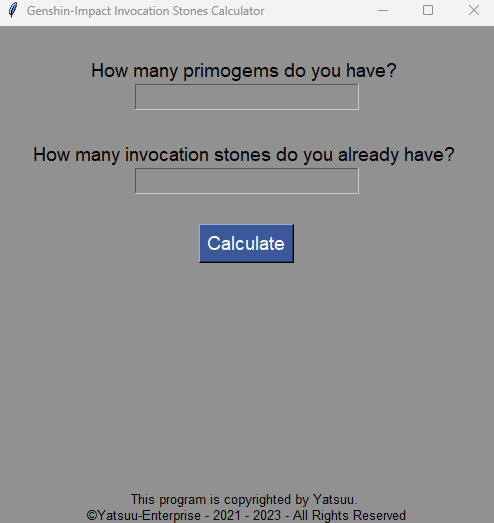 Genshin-Impact Invocation Stones Calculator
How many primogems do you have?
How many invocation stones do you already have?
Calculate
This program is copyrighted by Yatsuu.
©Yatsuu-Enterprise - 2021 - 2023 - All Rights Reserved